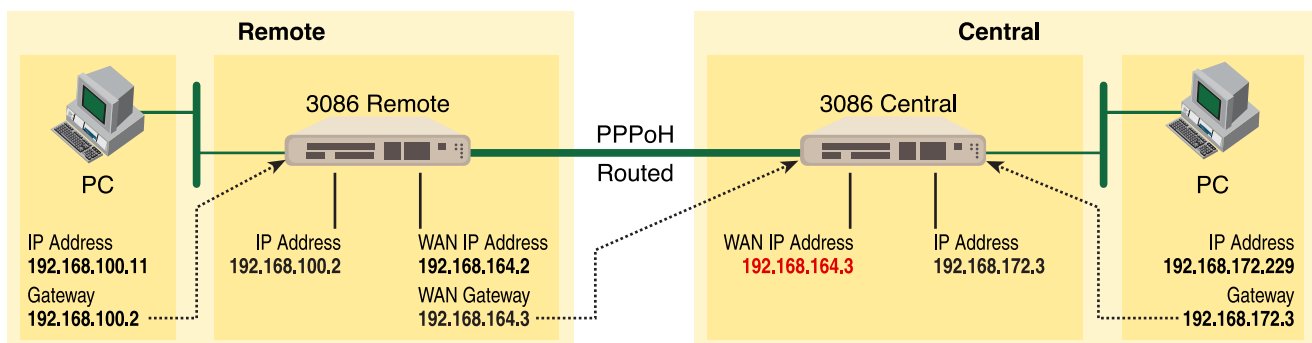 Remote
Central
3086 Remote
3086 Central
PPPoH
Routed
PC
PC
IP Address
192.168.100.11
Gateway
192.168.100.2
IP Address
192.168.100.2
WAN IP Address
192.168.164.2
WAN Gateway
192.168.164.3
WAN IP Address
192.168.164.3
IP Address
192.168.172.3
IP Address
192.168.172.229
Gateway
192.168.172.3